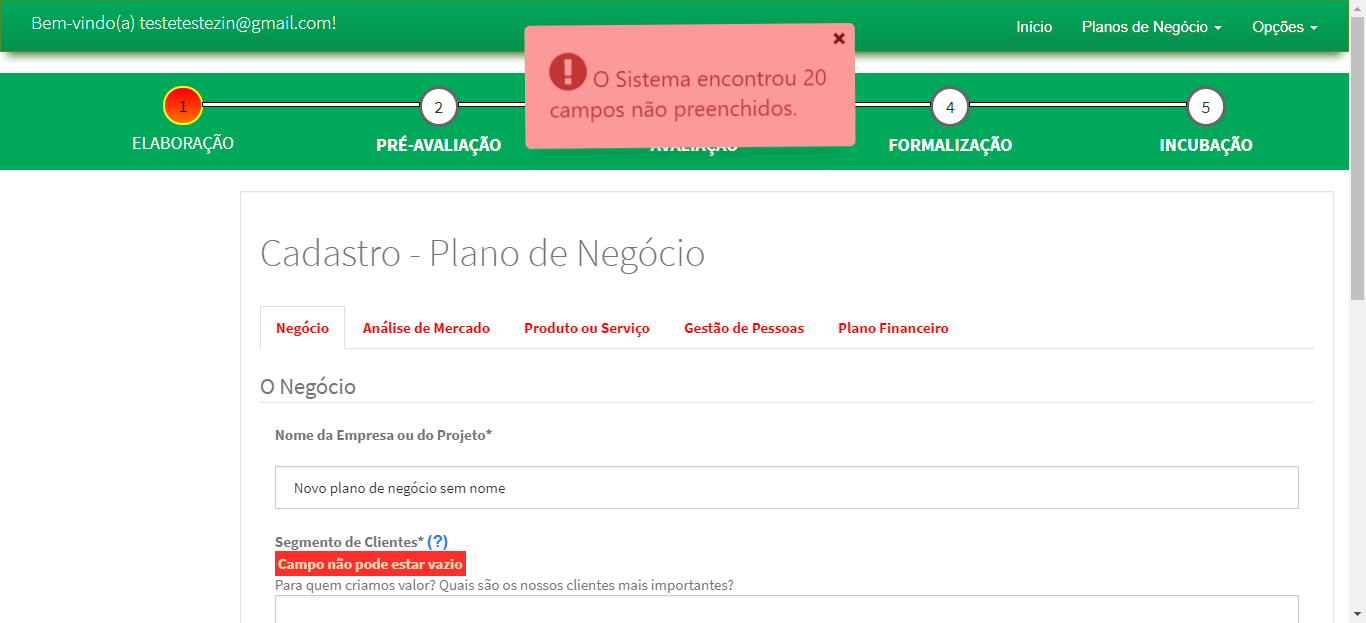 Bem-vindo(a) testetestezin@gmail.com!
Início
Planos de Negócio
Opções
O Sistema encontrou 20
campos não preenchidos.
1
2
4
5
ELABORAÇÃO
PRÉ-AVALIAÇÃO
AVALIAÇÃO
FORMALIZAÇÃO
INCUBAÇÃO
Cadastro - Plano de Negócio
Negócio
Análise de Mercado
Produto ou Serviço
Gestão de Pessoas
Plano Financeiro
O Negócio
Nome da Empresa ou do Projeto*
Novo plano de negócio sem nome
Segmento de Clientes* (?)
Campo não pode estar vazio
Para quem criamos valor? Quais são os nossos clientes mais importantes?